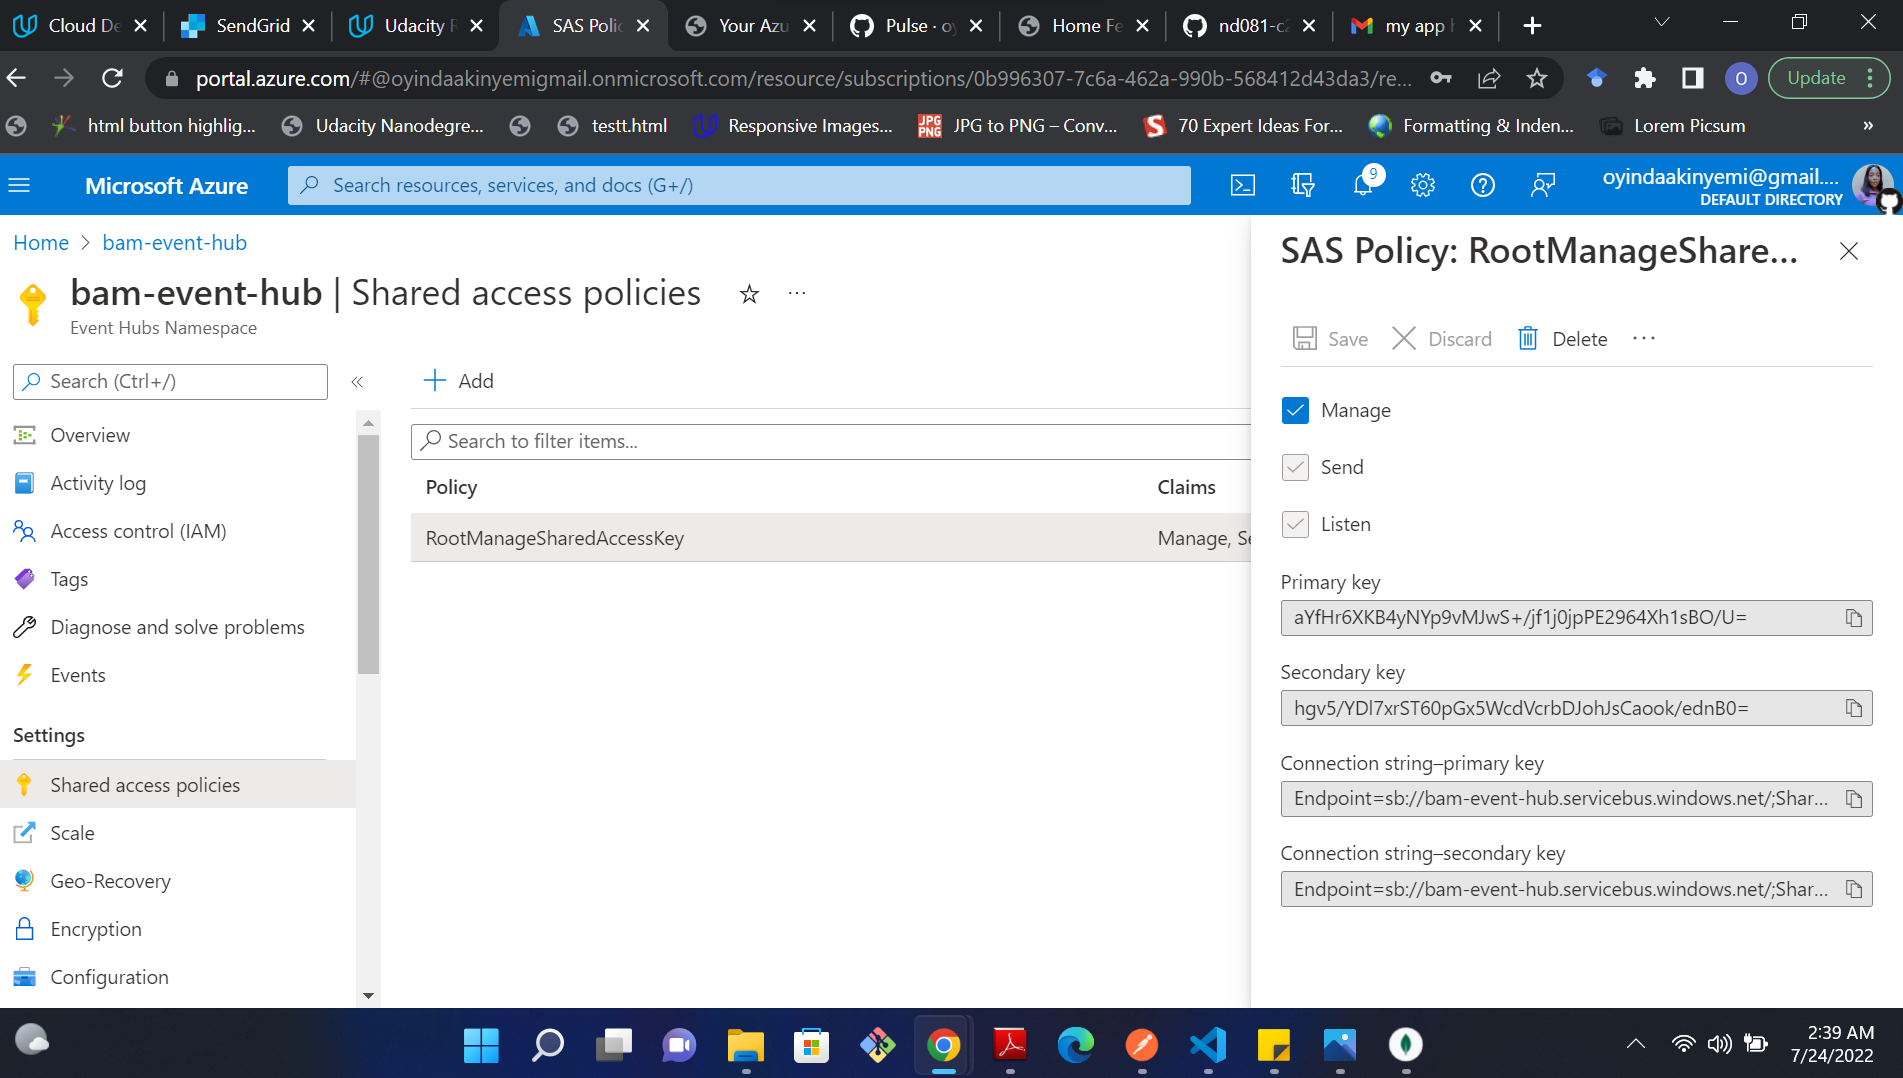 Cloud De
SendGrid
Udacity R
SAS Polic
Your Azu
Pulse · oy
Home Fe
nd081-c2
my app h
portal.azure.com/#@oyindaakinyemigmail.onmicrosoft.com/resource/subscriptions/0b996307-7c6a-462a-990b-568412d43da3/re...
O
Update
html button highlig...
Udacity Nanodegre...
testt.html
Responsive Images...
JPG PNG
JPG to PNG – Conv...
70 Expert Ideas For...
Formatting & Inden...
Lorem Picsum
»
Microsoft Azure
Search resources, services, and docs (G+/)
9
oyindaakinyemi@gmail....
DEFAULT DIRECTORY
Home > bam-event-hub
bam-event-hub | Shared access policies
Event Hubs Namespace
Search (Ctrl+/)
«
Overview
Activity log
Access control (IAM)
Tags
Diagnose and solve problems
Events
Settings
Shared access policies
Scale
Geo-Recovery
Encryption
Configuration
Add
Search to filter items...
Policy
Claims
RootManageSharedAccessKey
Manage, Se
SAS Policy: RootManageShare...
Save
Discard
Delete
Manage
Send
Listen
Primary key
aYfHr6XKB4yNYp9vMJwS+/jf1j0jpPE2964Xh1sBO/U=
Secondary key
hgv5/YDl7xrST60pGx5WcdVcrbDJohJsCaook/ednB0=
Connection string–primary key
Endpoint=sb://bam-event-hub.servicebus.windows.net/;Shar...
Connection string–secondary key
Endpoint=sb://bam-event-hub.servicebus.windows.net/;Shar...
2:39 AM
7/24/2022